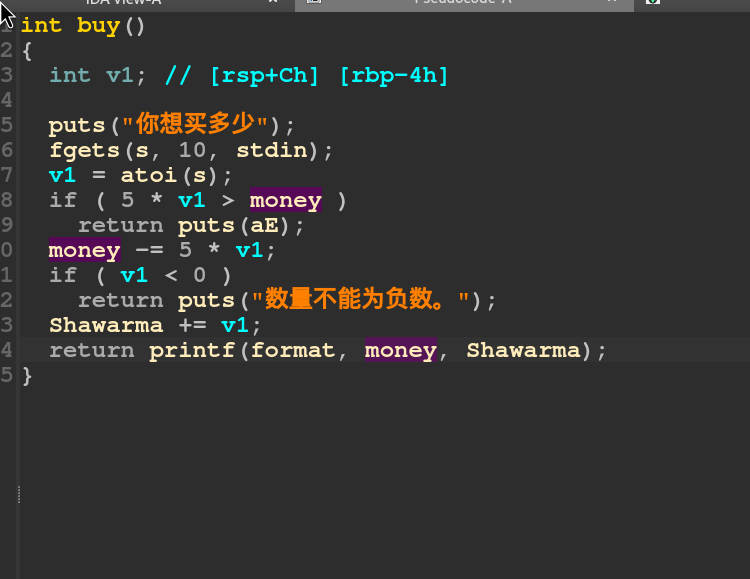 1 int buy()
2 {
3   int v1; // [rsp+Ch] [rbp-4h]
4
5   puts("你想买多少");
6   fgets(s, 10, stdin);
7   v1 = atoi(s);
8   if ( 5 * v1 > money )
9     return puts(aE);
0   money -= 5 * v1;
1   if ( v1 < 0 )
2     return puts("数量不能为负数。");
3   Shawarma += v1;
4   return printf(format, money, Shawarma);
5 }